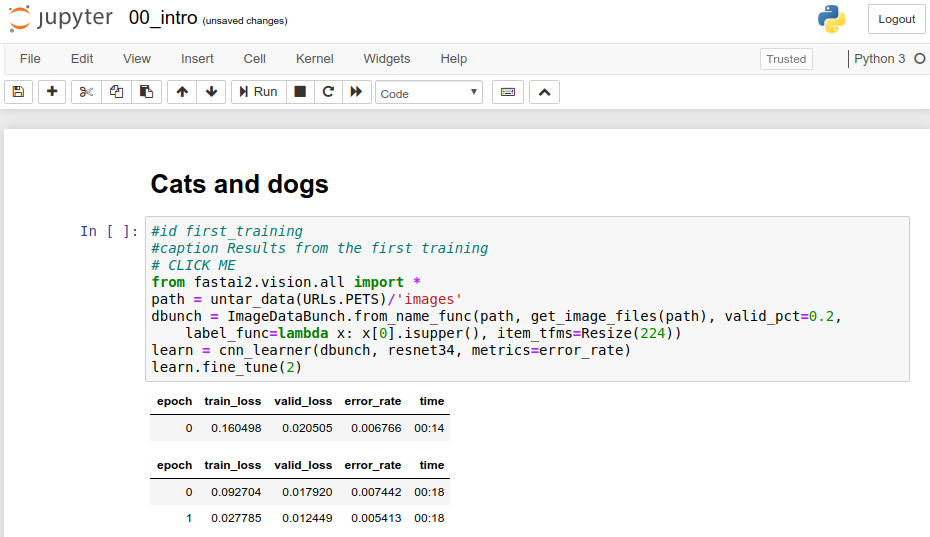 jupyter 00_intro (unsaved changes) Logout
File Edit View Insert Cell Kernel Widgets Help Trusted Python 3
Run Code
Cats and dogs
In [ ]: #id first_training
#caption Results from the first training
# CLICK ME
from fastai2.vision.all import *
path = untar_data(URLs.PETS)/'images'
dbunch = ImageDataBunch.from_name_func(path, get_image_files(path), valid_pct=0.2,
    label_func=lambda x: x[0].isupper(), item_tfms=Resize(224))
learn = cnn_learner(dbunch, resnet34, metrics=error_rate)
learn.fine_tune(2)
epoch train_loss valid_loss error_rate time
0 0.160498 0.020505 0.006766 00:14
epoch train_loss valid_loss error_rate time
0 0.092704 0.017920 0.007442 00:18
1 0.027785 0.012449 0.005413 00:18